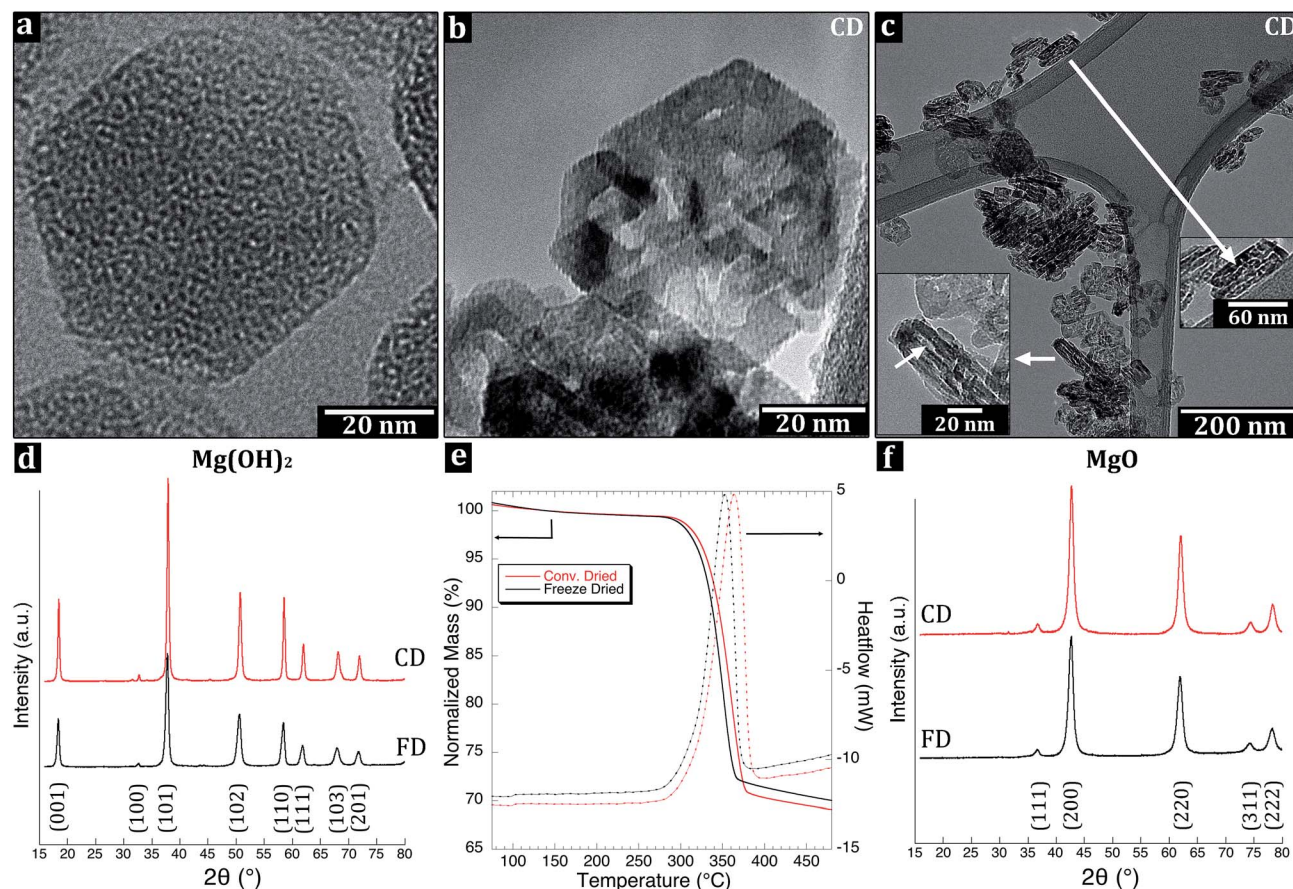 a
20 nm
b
CD
20 nm
c
CD
60 nm
20 nm
200 nm
d
Mg(OH)₂
Intensity (a.u.)
CD
FD
(001)
(100)
(101)
(102)
(110)
(111)
(103)
(201)
15 20 25 30 35 40 45 50 55 60 65 70 75 80
2θ (°)
e
Normalized Mass (%)
100
95
90
85
80
75
70
65
Conv. Dried
Freeze Dried
5
0
-5
-10
-15
Heatflow (mW)
100 150 200 250 300 350 400 450
Temperature (°C)
f
MgO
Intensity (a.u.)
CD
FD
(111)
(200)
(220)
(311)
(222)
15 20 25 30 35 40 45 50 55 60 65 70 75 80
2θ (°)